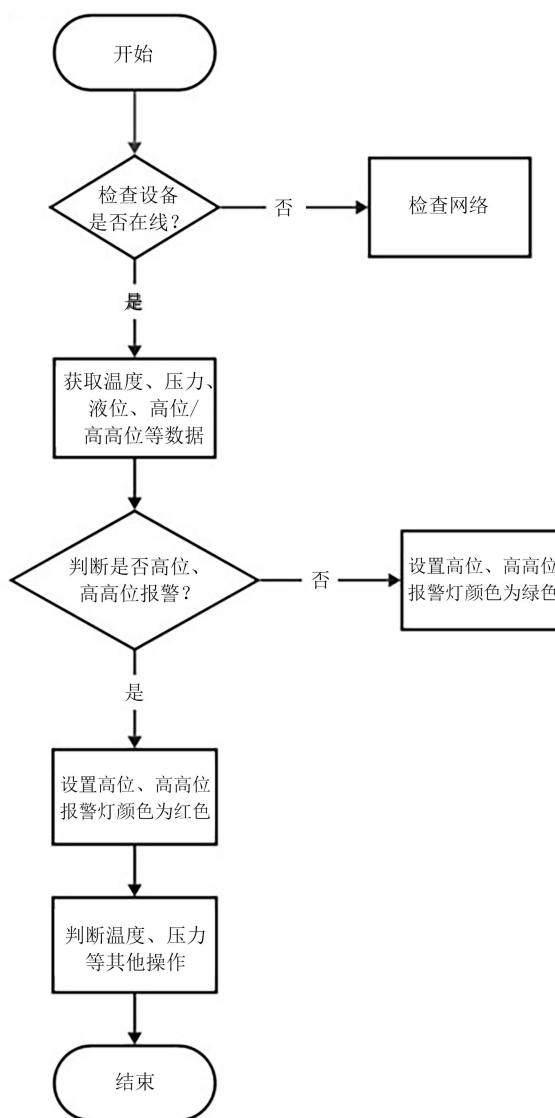 开始
检查设备
是否在线？
否
检查网络
是
获取温度、压力、
液位、高位/
高高位等数据
判断是否高位、
高高位报警？
否
设置高位、高高位
报警灯颜色为绿色
是
设置高位、高高位
报警灯颜色为红色
判断温度、压力
等其他操作
结束